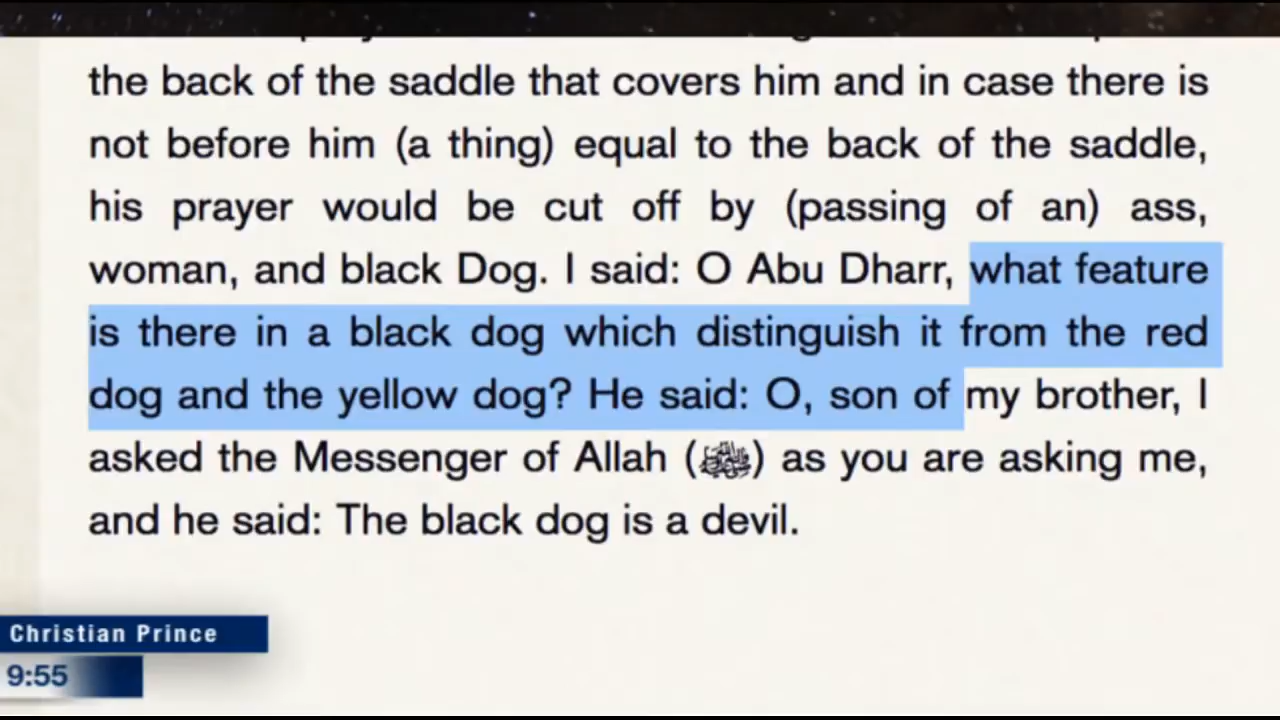 the back of the saddle that covers him and in case there is
not before him (a thing) equal to the back of the saddle,
his prayer would be cut off by (passing of an) ass,
woman, and black Dog. I said: O Abu Dharr, what feature
is there in a black dog which distinguish it from the red
dog and the yellow dog? He said: O, son of my brother, I
asked the Messenger of Allah (ﷺ) as you are asking me,
and he said: The black dog is a devil.
Christian Prince
9:55